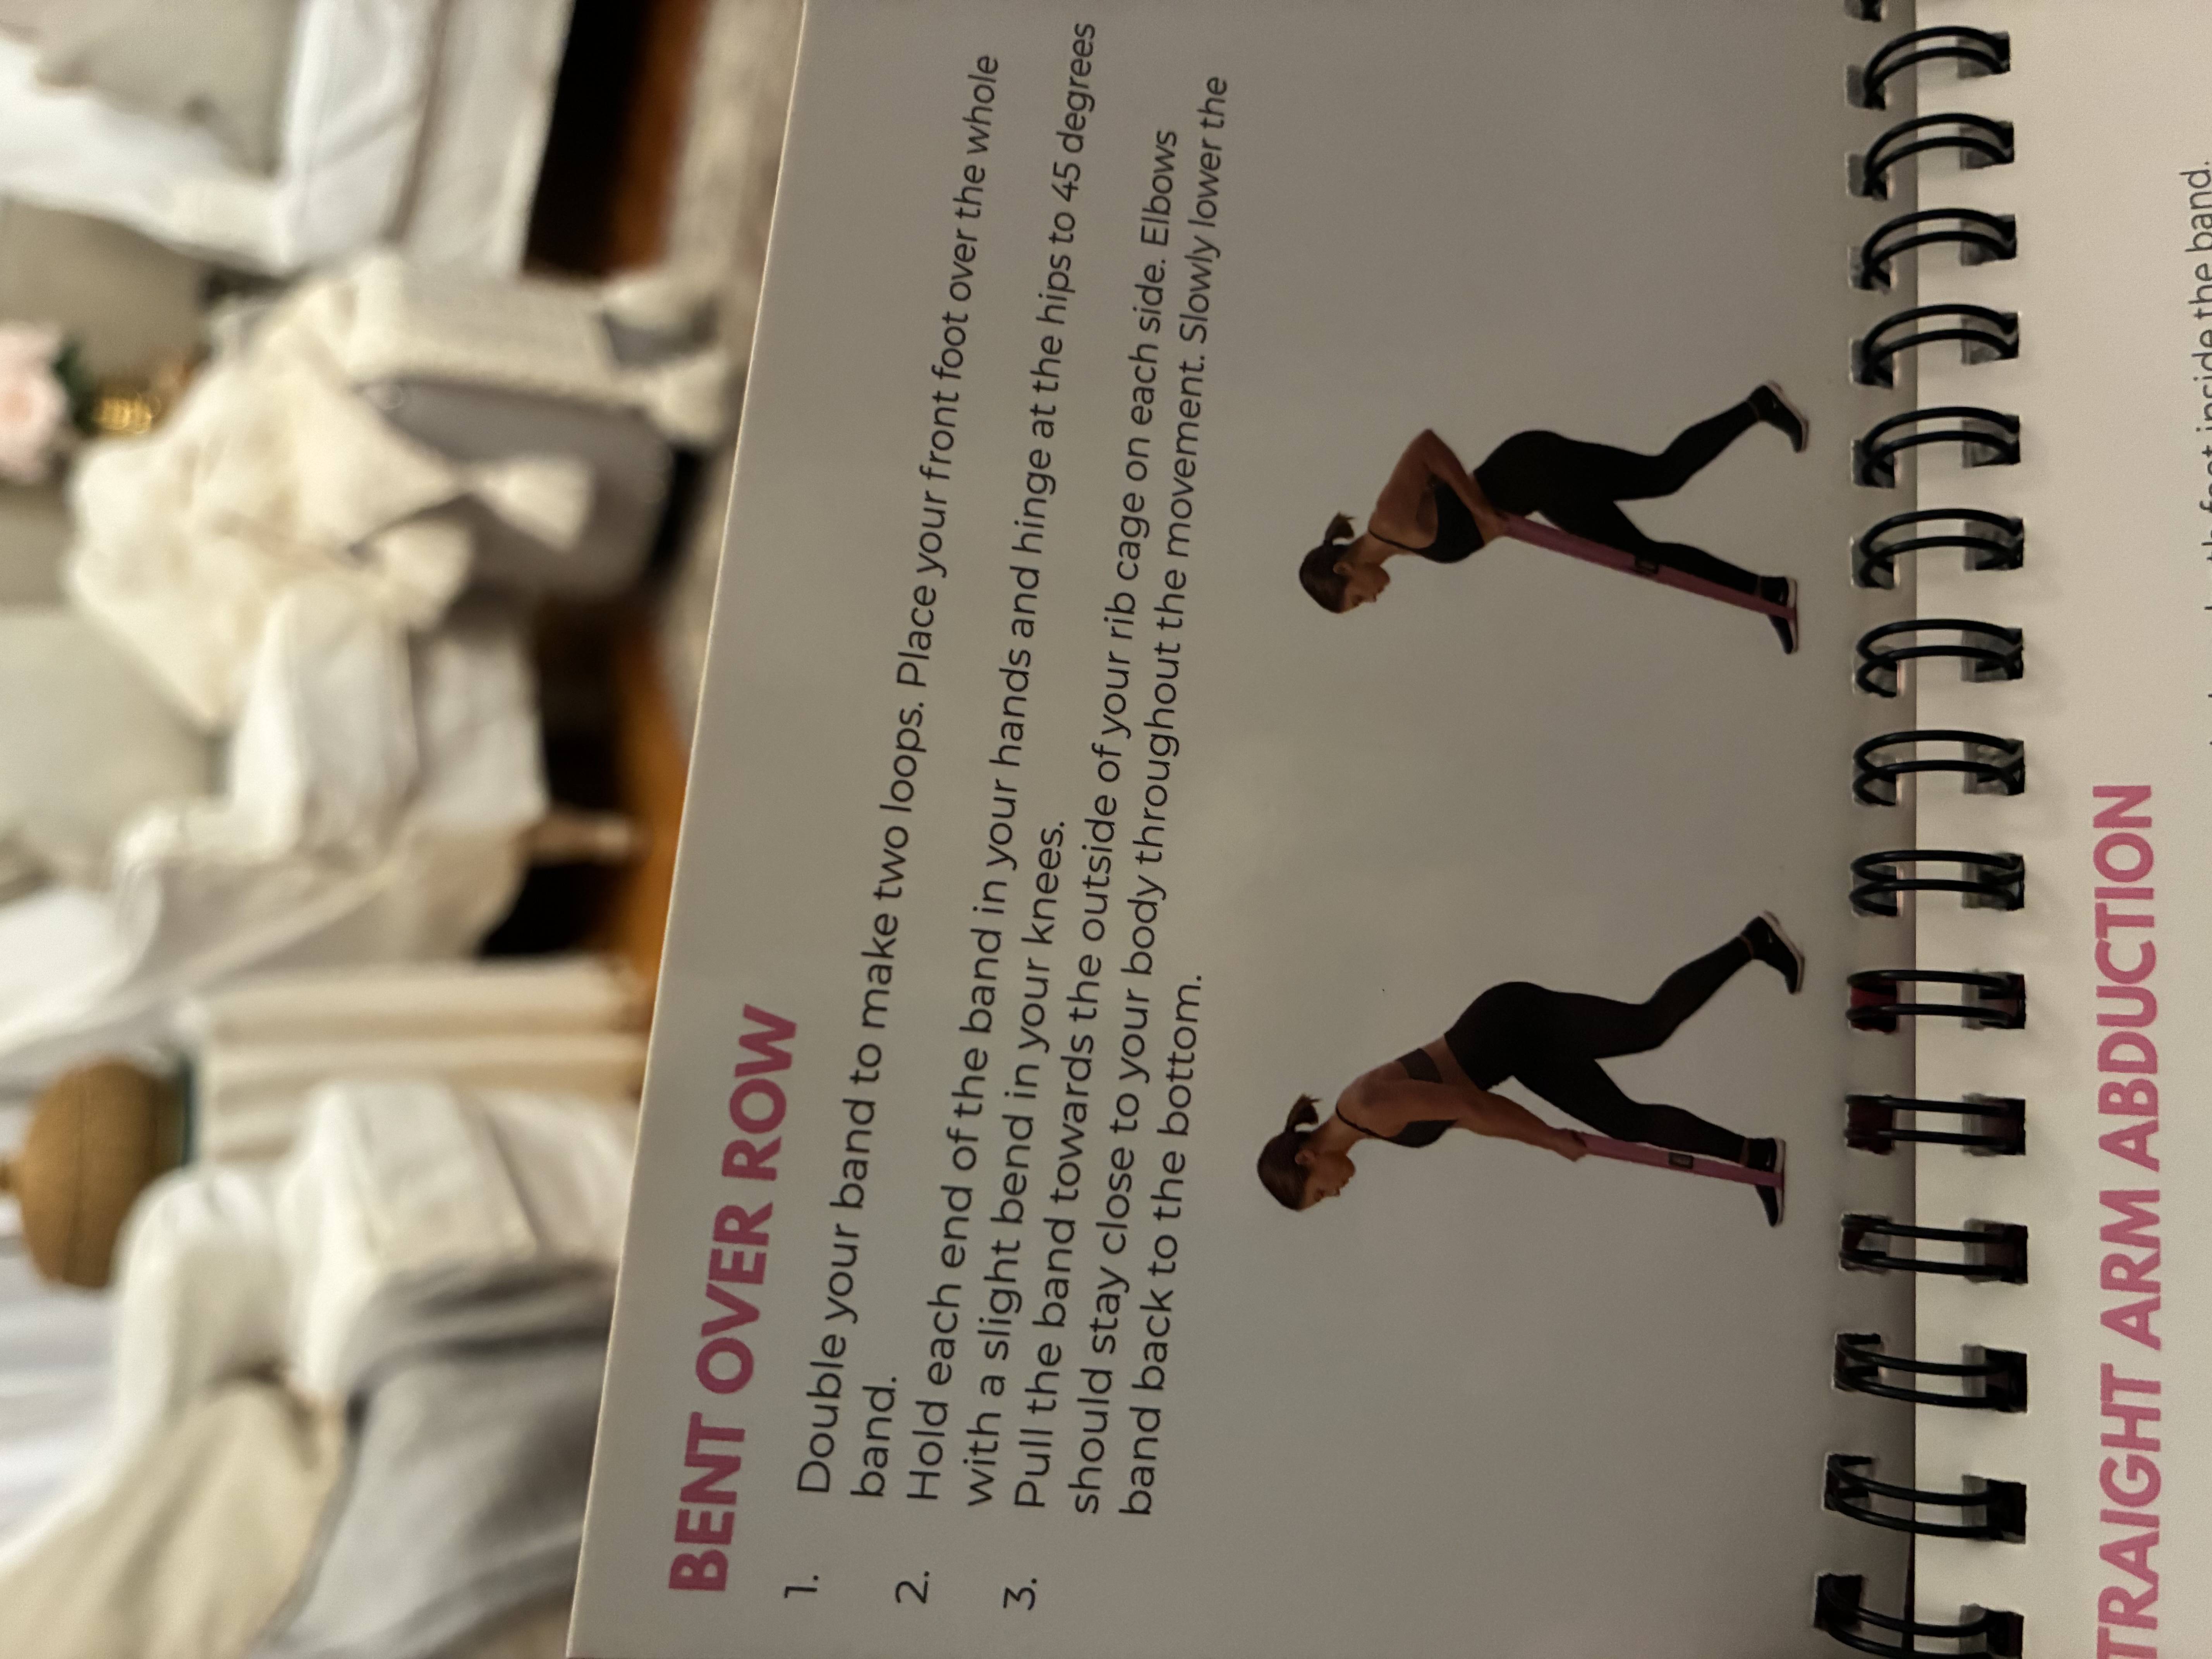 BENT OVER ROW
1. Double your band to make two loops. Place your front foot over the whole
band.
2. Hold each end of the band in your hands and hinge at the hips to 45 degrees
with a slight bend in your knees.
3. Pull the band towards the outside of your rib cage on each side. Elbows
should stay close to your body throughout the movement. Slowly lower the
band back to the bottom.
TRAIGHT ARM ABDUCTION
foot inside the band.